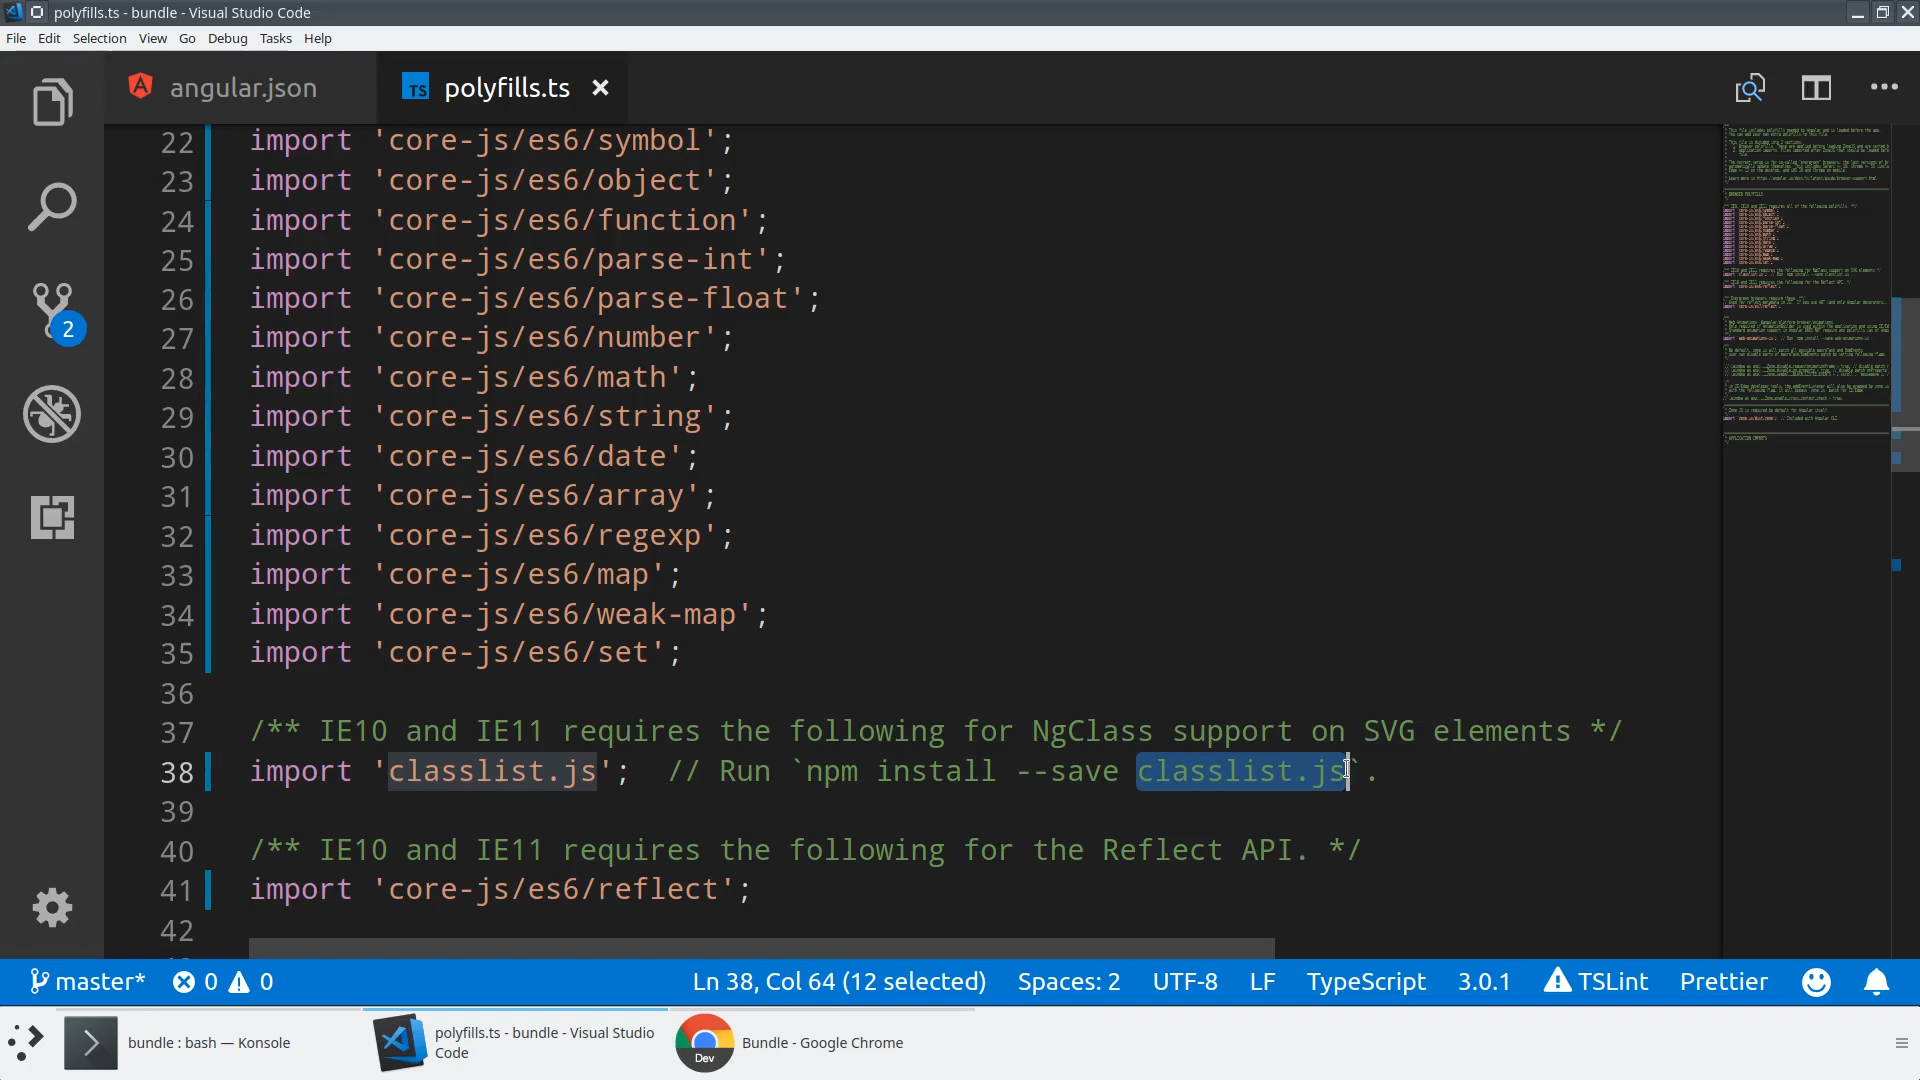 polyfills.ts - bundle - Visual Studio Code
File Edit Selection View Go Debug Tasks Help
angular.json
TS polyfills.ts
22 import 'core-js/es6/symbol';
23 import 'core-js/es6/object';
24 import 'core-js/es6/function';
25 import 'core-js/es6/parse-int';
26 import 'core-js/es6/parse-float';
27 import 'core-js/es6/number';
28 import 'core-js/es6/math';
29 import 'core-js/es6/string';
30 import 'core-js/es6/date';
31 import 'core-js/es6/array';
32 import 'core-js/es6/regexp';
33 import 'core-js/es6/map';
34 import 'core-js/es6/weak-map';
35 import 'core-js/es6/set';
36
37 /** IE10 and IE11 requires the following for NgClass support on SVG elements */
38 import 'classlist.js';  // Run `npm install --save classlist.js`.
39
40 /** IE10 and IE11 requires the following for the Reflect API. */
41 import 'core-js/es6/reflect';
42
2
master* 0 0 Ln 38, Col 64 (12 selected) Spaces: 2 UTF-8 LF TypeScript 3.0.1 TSLint Prettier
bundle : bash — Konsole
polyfills.ts - bundle - Visual Studio
Code
Dev
Bundle - Google Chrome